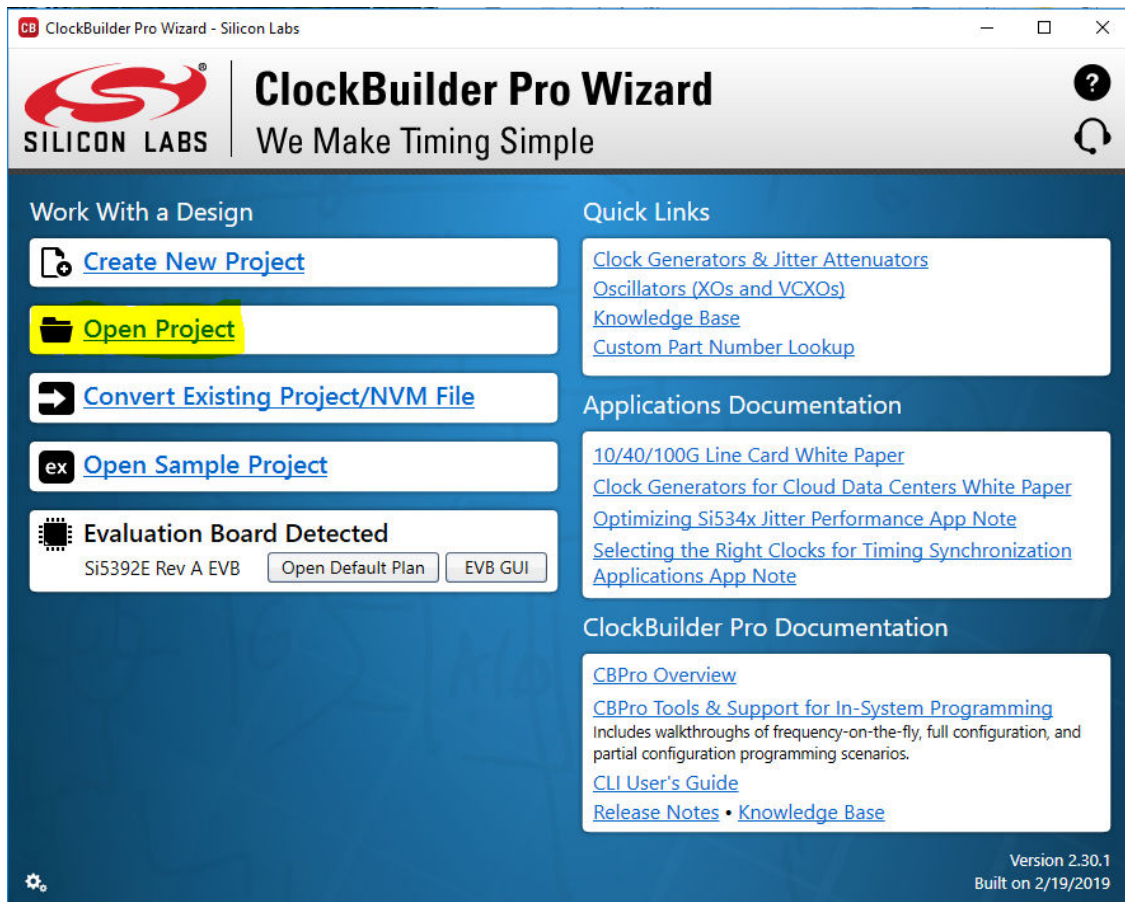 CB ClockBuilder Pro Wizard - Silicon Labs
SILICON LABS
®
ClockBuilder Pro Wizard
We Make Timing Simple
?
Work With a Design
Create New Project
Open Project
Convert Existing Project/NVM File
ex Open Sample Project
Evaluation Board Detected
Si5392E Rev A EVB Open Default Plan EVB GUI
Quick Links
Clock Generators & Jitter Attenuators
Oscillators (XOs and VCXOs)
Knowledge Base
Custom Part Number Lookup
Applications Documentation
10/40/100G Line Card White Paper
Clock Generators for Cloud Data Centers White Paper
Optimizing Si534x Jitter Performance App Note
Selecting the Right Clocks for Timing Synchronization
Applications App Note
ClockBuilder Pro Documentation
CBPro Overview
CBPro Tools & Support for In-System Programming
Includes walkthroughs of frequency-on-the-fly, full configuration, and
partial configuration programming scenarios.
CLI User's Guide
Release Notes • Knowledge Base
Version 2.30.1
Built on 2/19/2019